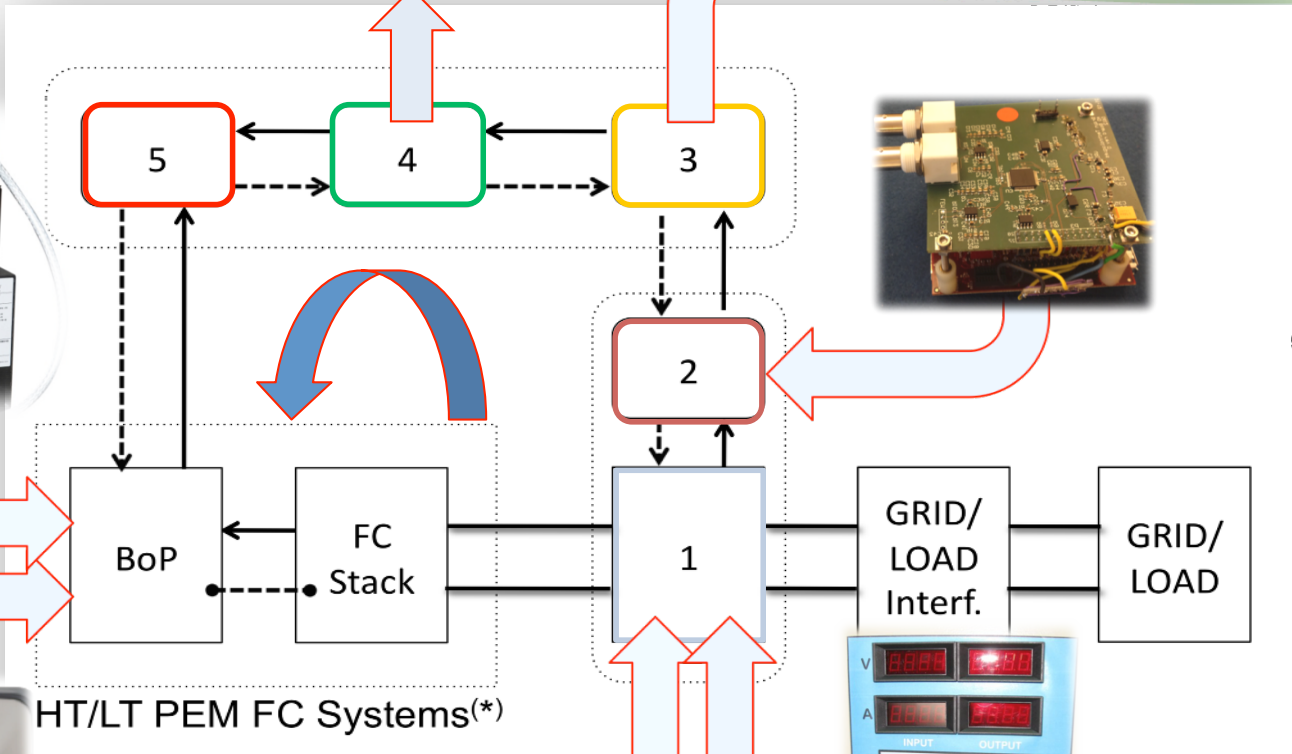 5
4
3
2
BoP
FC
Stack
1
GRID/
LOAD
Interf.
GRID/
LOAD
HT/LT PEM FC Systems(*)
V
A
INPUT
OUTPUT